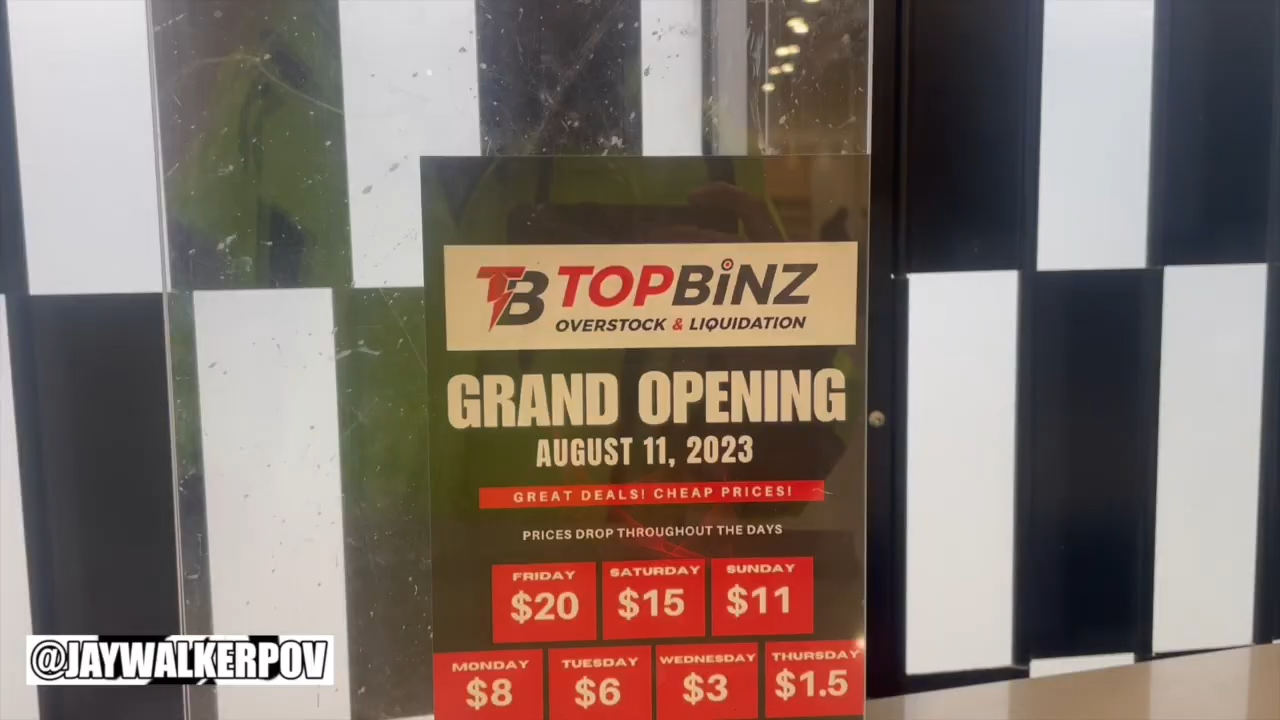 TB TOPBiNZ
OVERSTOCK & LIQUIDATION
GRAND OPENING
AUGUST 11, 2023
GREAT DEALS! CHEAP PRICES!
PRICES DROP THROUGHOUT THE DAYS
FRIDAY SATURDAY SUNDAY
$20 $15 $11
MONDAY TUESDAY WEDNESDAY THURSDAY
$8 $6 $3 $1.5
@JAYWALKERPOV